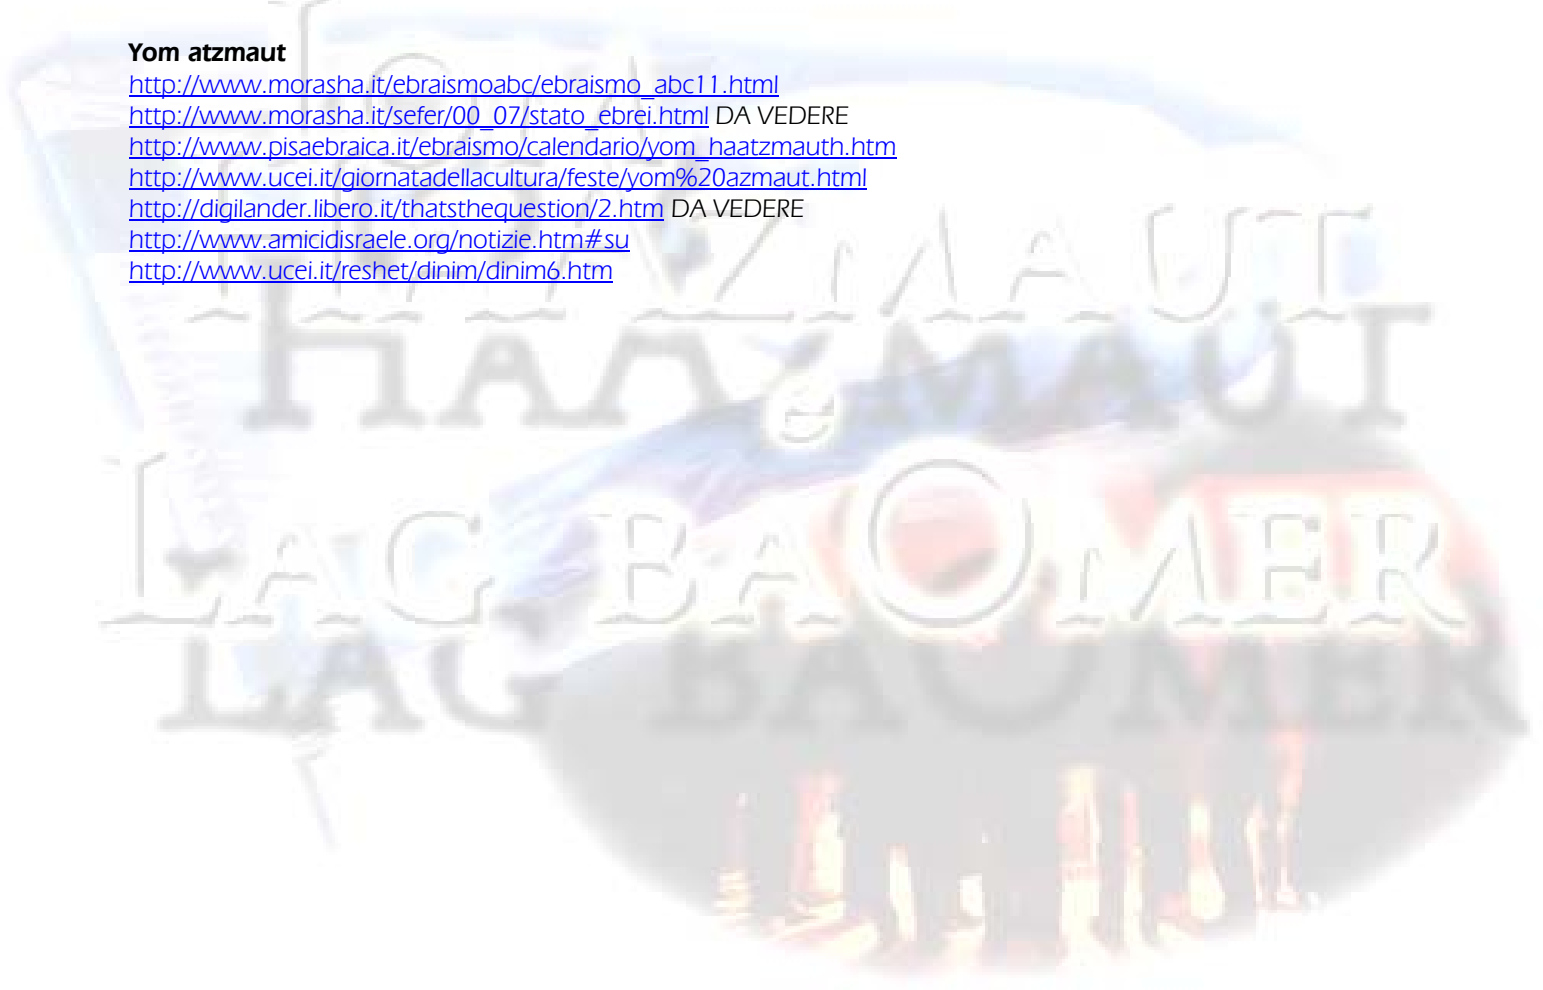 Yom atzmaut
http://www.morasha.it/ebraismoabc/ebraismo_abc11.html
http://www.morasha.it/sefer/00_07/stato_ebrei.html DA VEDERE
http://www.pisaebraica.it/ebraismo/calendario/yom_haatzmauth.htm
http://www.ucei.it/giornatadellacultura/feste/yom%20azmaut.html
http://digilander.libero.it/thatsthequestion/2.htm DA VEDERE
http://www.amicidisraele.org/notizie.htm#su
http://www.ucei.it/reshet/dinim/dinim6.htm
HAAZMAUT
e
LAG BAOMER